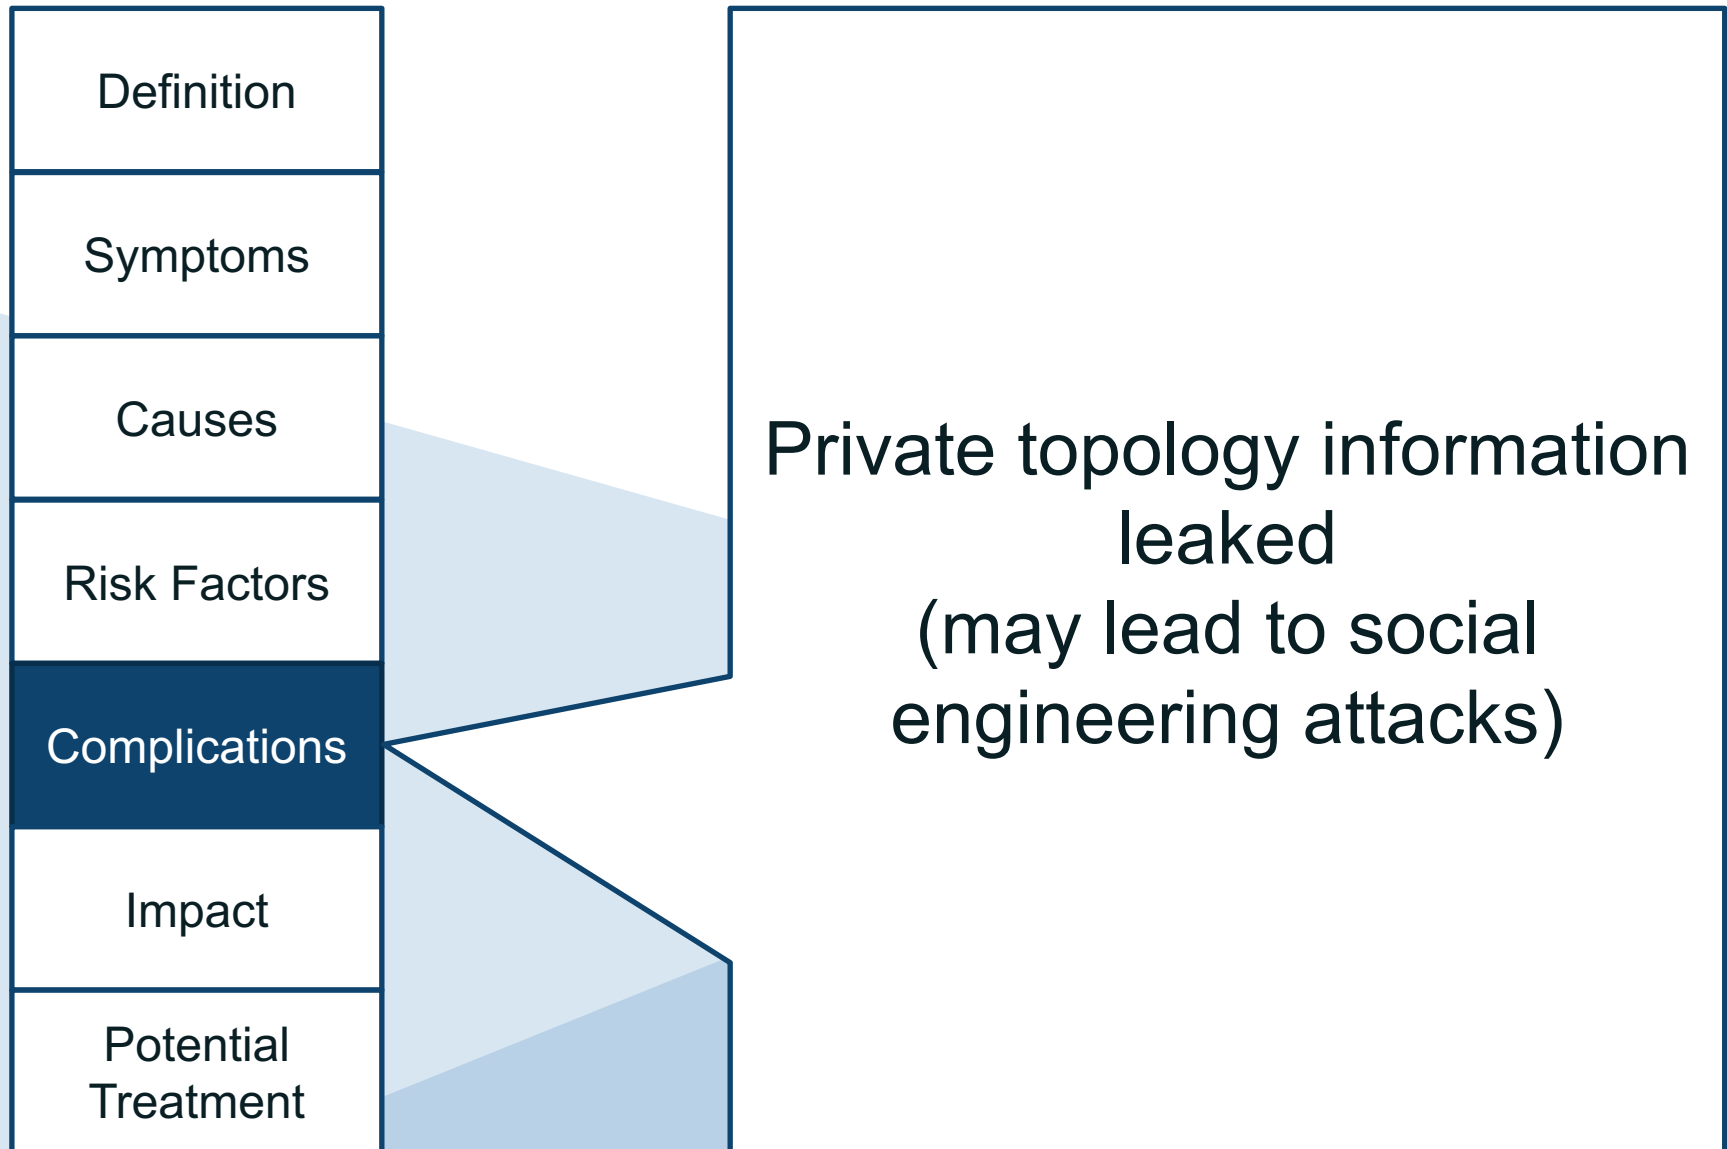 Definition
Symptoms
Causes
Risk Factors
Complications
Impact
Potential
Treatment
Private topology information
leaked
(may lead to social
engineering attacks)